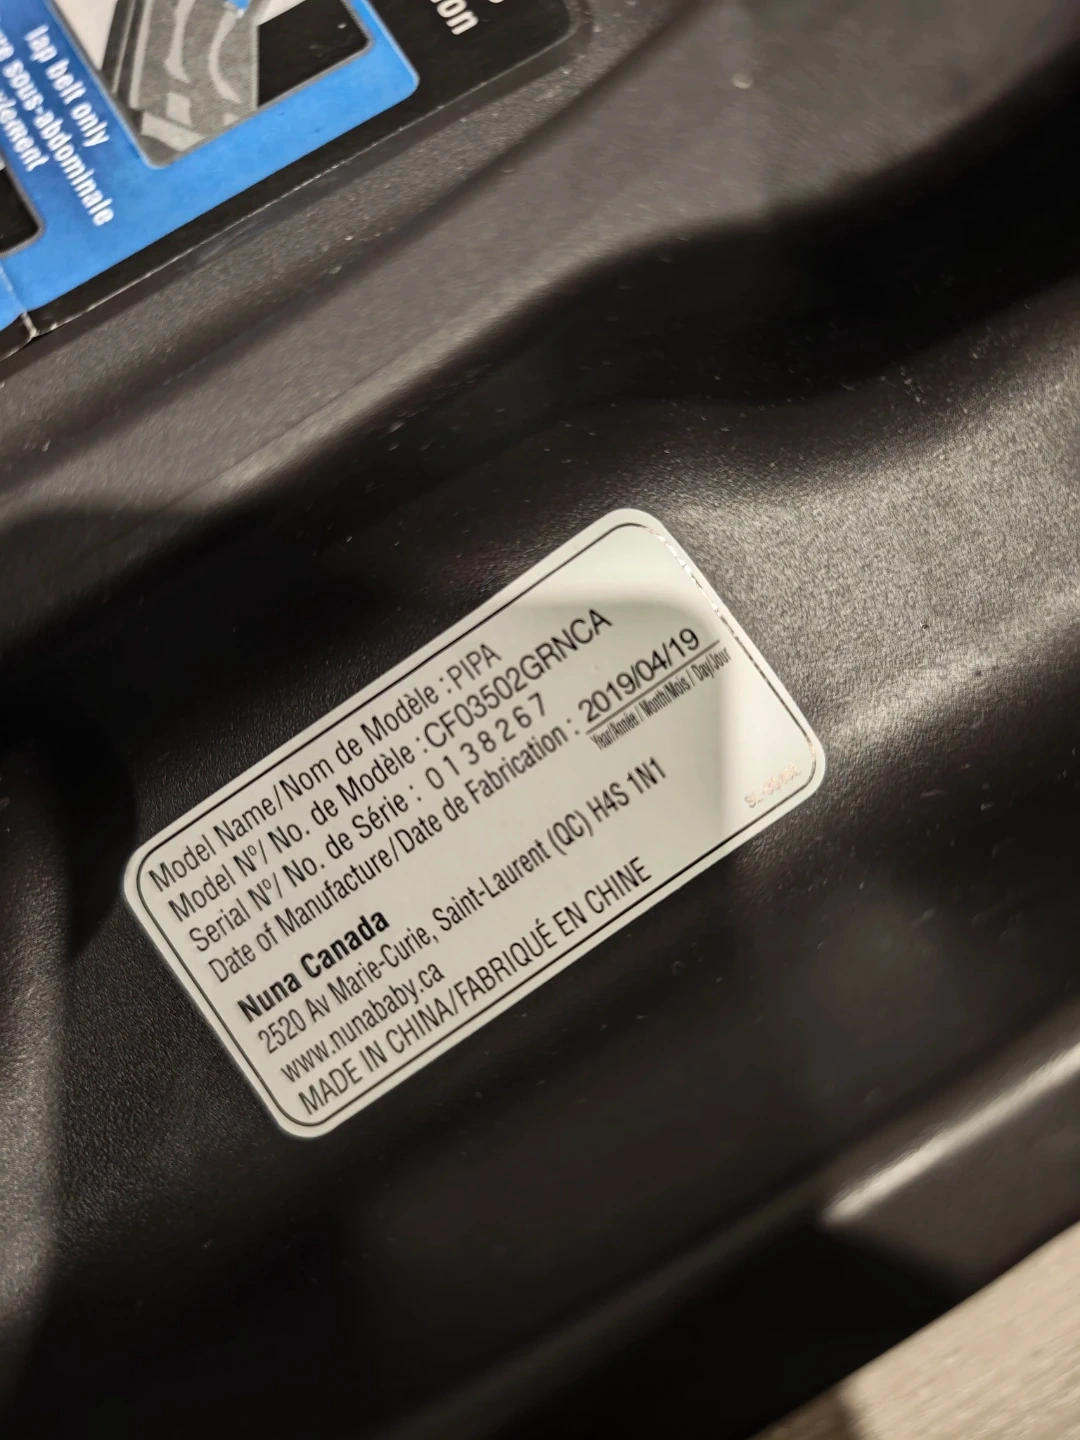 lap belt only
sous-abdominale
Model Name/Nom de Modèle : PIPA
Model Nº/ No. de Modèle : CF03502GRNCA
Serial Nº/ No. de Série : 0138267
Date of Manufacture/Date de Fabrication : 2019/04/19
Year/Année / Month/Mois / Day/Jour
Nuna Canada
2520 Av Marie-Curie, Saint-Laurent (QC) H4S 1N1
www.nunababy.ca
MADE IN CHINA/FABRIQUÉ EN CHINE